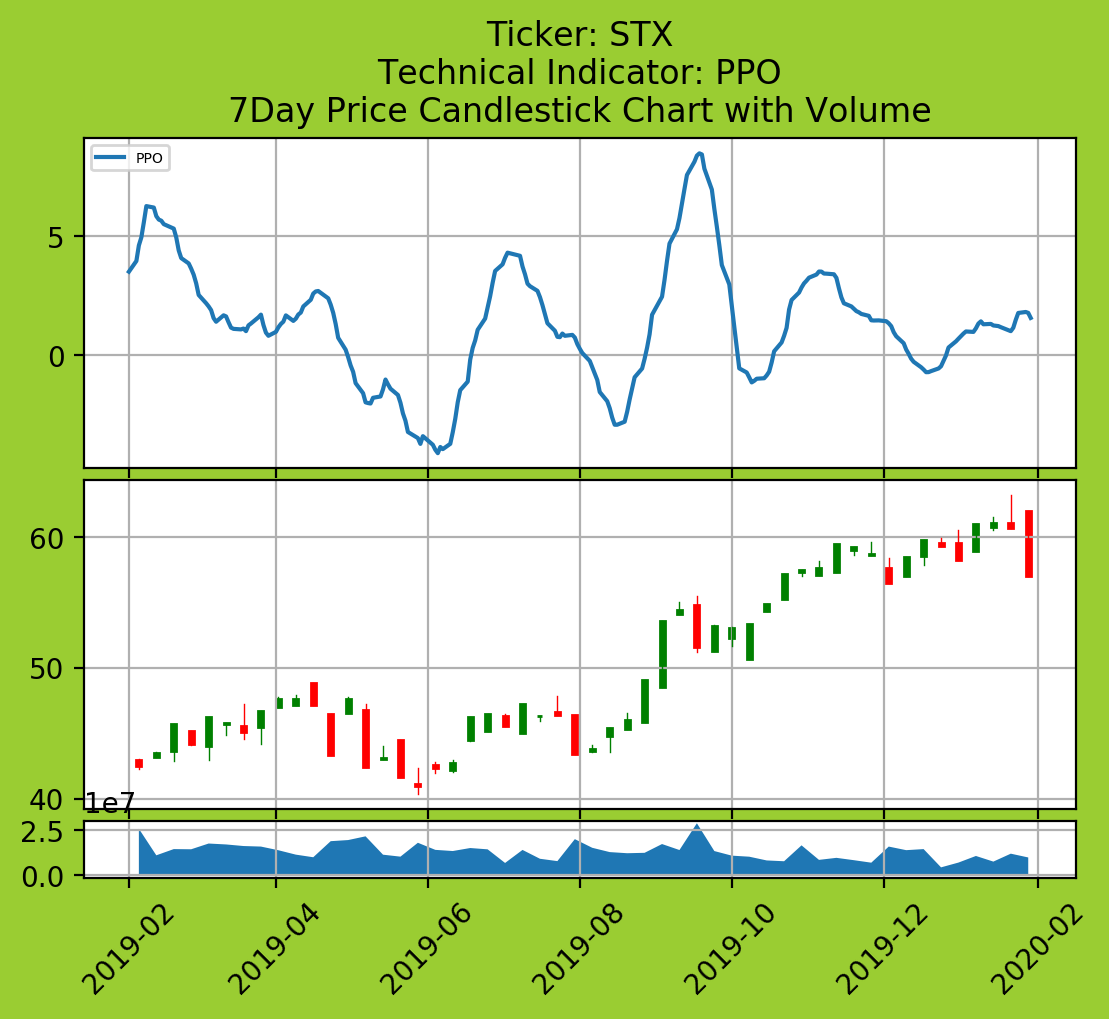 Ticker: STX
Technical Indicator: PPO
7Day Price Candlestick Chart with Volume
PPO
5
0
60
50
40
1e7
2.5
0.0
2019-02
2019-04
2019-06
2019-08
2019-10
2019-12
2020-02